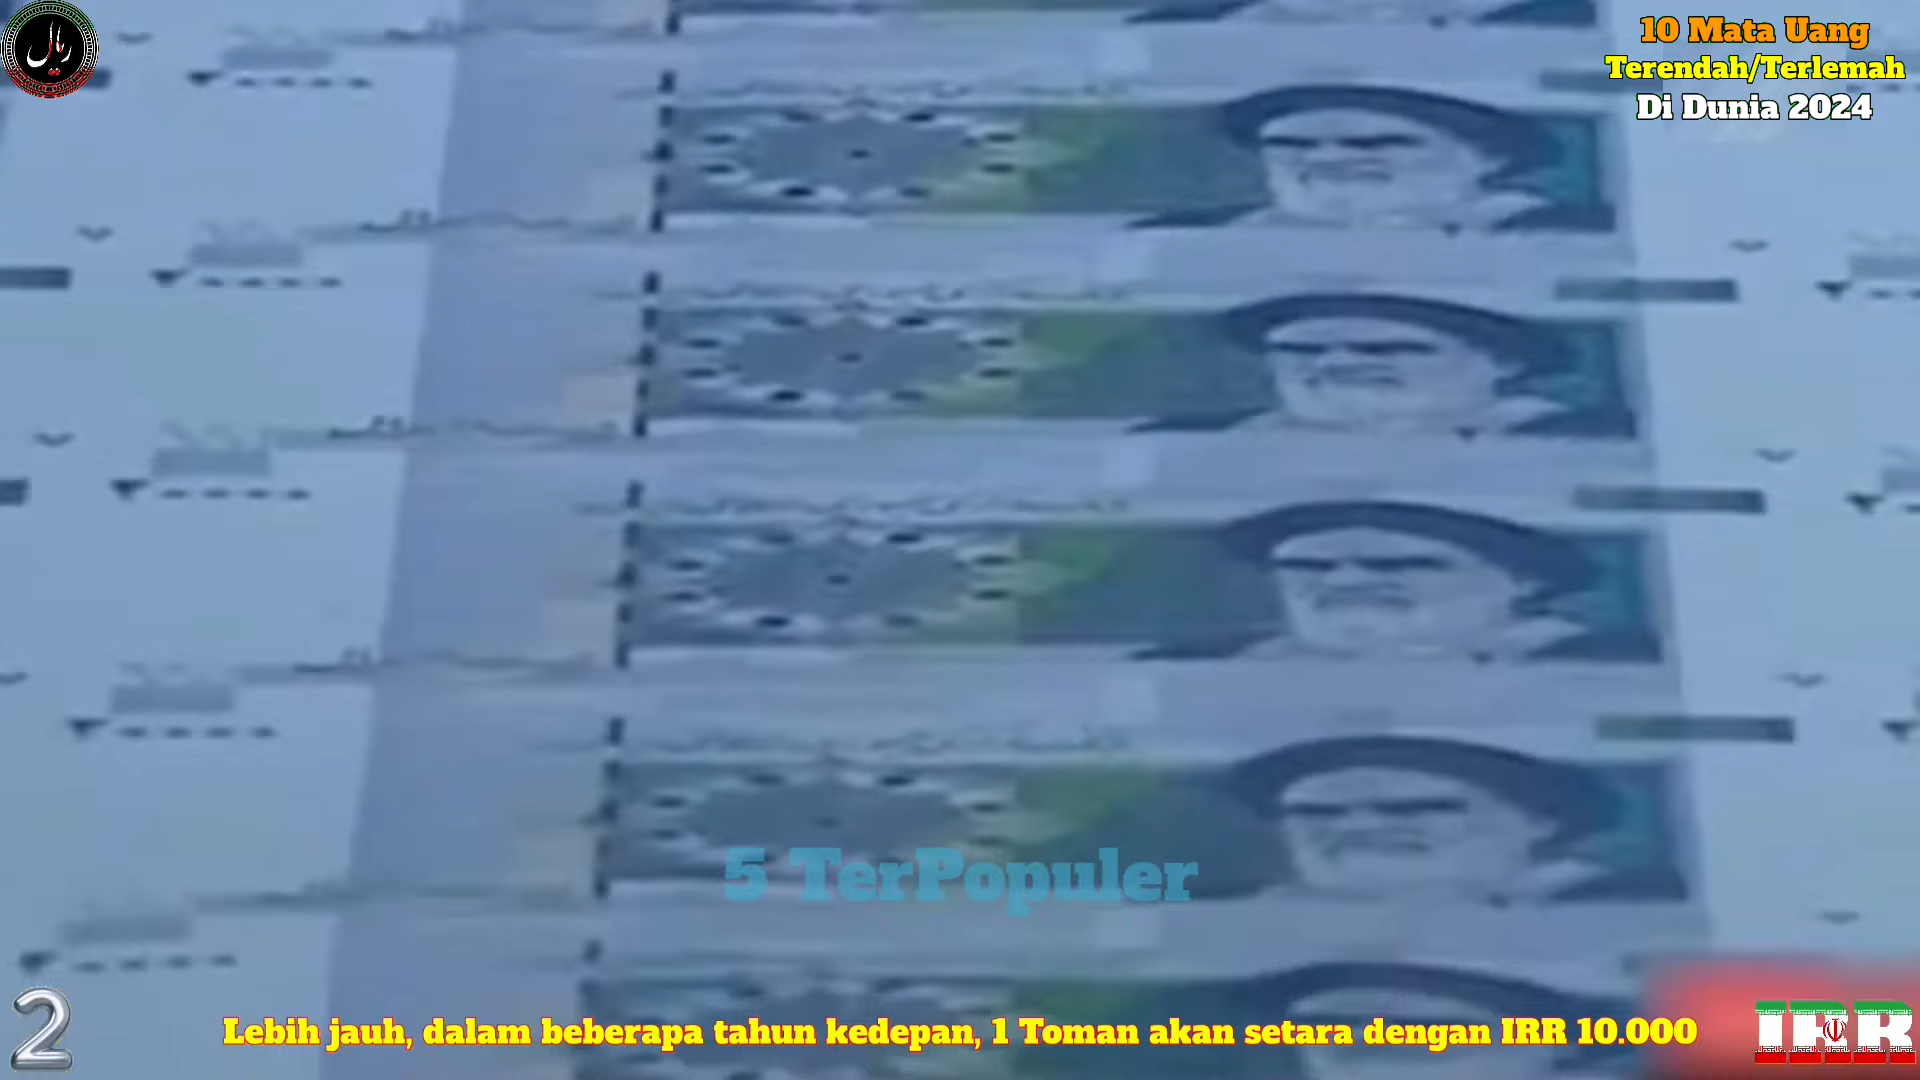 ریال
10 Mata Uang
Terendah/Terlemah
Di Dunia 2024
5 TerPopuler
2
Lebih jauh, dalam beberapa tahun kedepan, 1 Toman akan setara dengan IRR 10.000
IRR